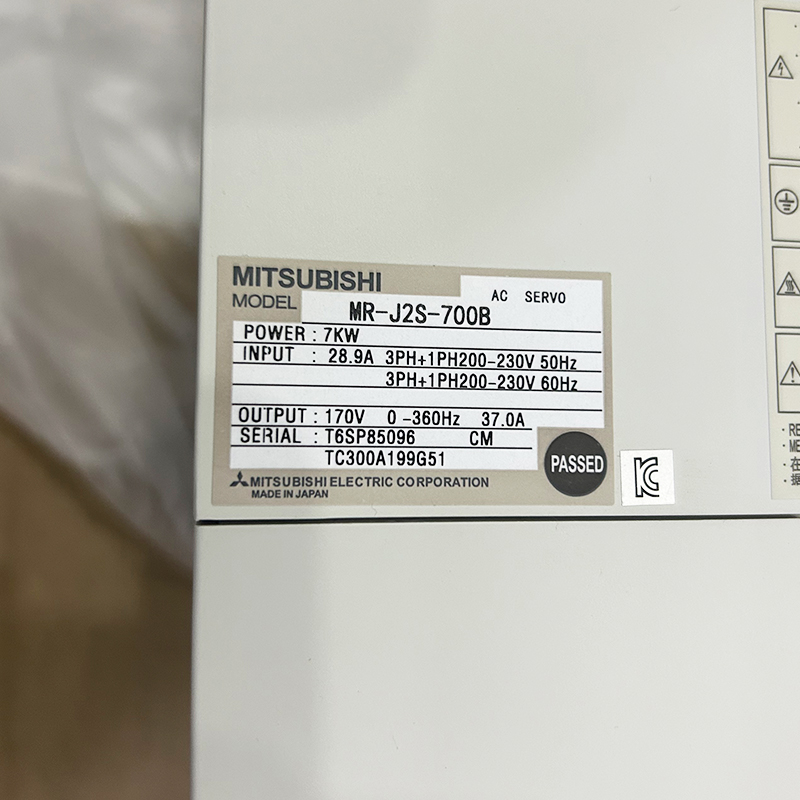 MITSUBISHI
AC SERVO
MODEL MR-J2S-700B
POWER : 7KW
INPUT : 28.9A 3PH+1PH200-230V 50Hz
3PH+1PH200-230V 60Hz
OUTPUT : 170V 0-360Hz 37.0A
SERIAL : T6SP85096 CM
TC300A199G51
PASSED
MITSUBISHI ELECTRIC CORPORATION
MADE IN JAPAN